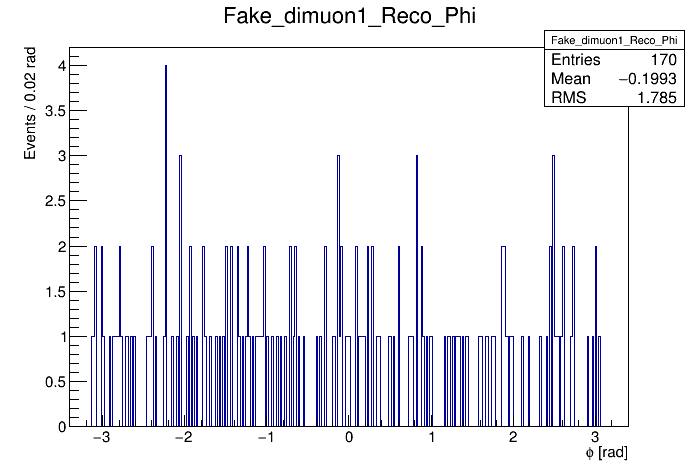 Fake_dimuon1_Reco_Phi
Fake_dimuon1_Reco_Phi
Entries 170
Mean −0.1993
RMS 1.785
Events / 0.02 rad
4
3.5
3
2.5
2
1.5
1
0.5
0
−3 −2 −1 0 1 2 3
ϕ [rad]